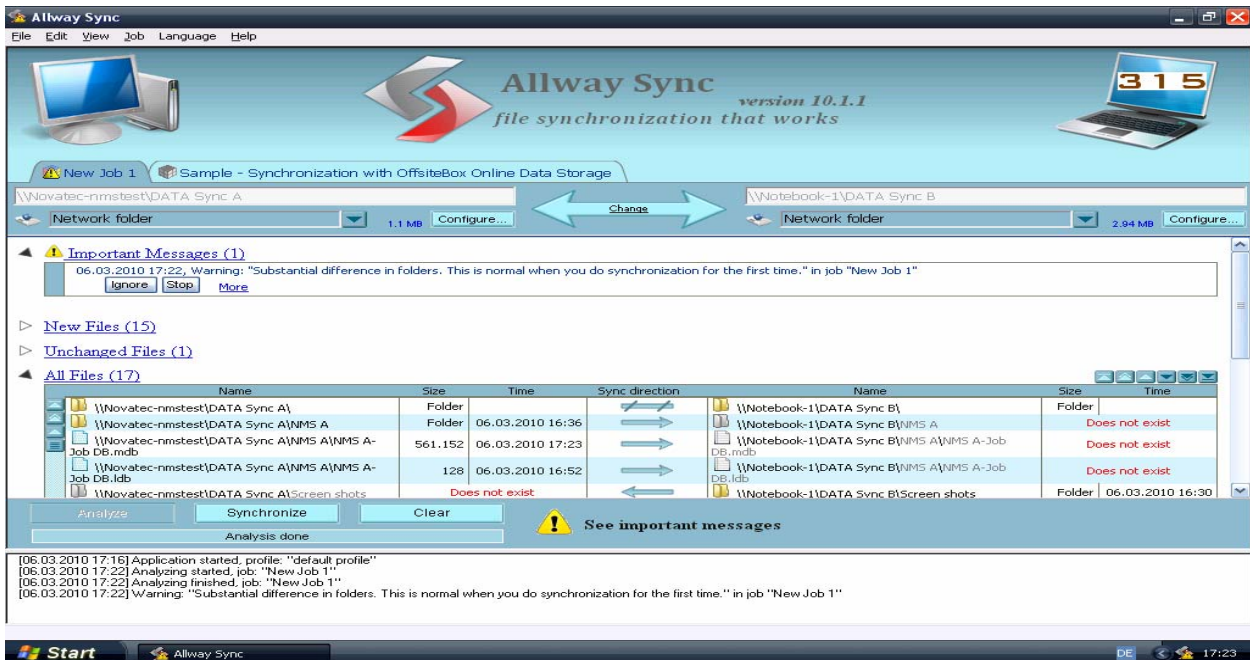 Allway Sync
File Edit View Job Language Help
Allway Sync
version 10.1.1
file synchronization that works
3 1 5
New Job 1 Sample - Synchronization with OffsiteBox Online Data Storage
\\Novatec-nmstest\DATA Sync A Change \\Notebook-1\DATA Sync B
Network folder 1.1 MB Configure... Network folder 2.94 MB Configure...
Important Messages (1)
06.03.2010 17:22, Warning: "Substantial difference in folders. This is normal when you do synchronization for the first time." in job "New Job 1"
Ignore Stop More
New Files (15)
Unchanged Files (1)
All Files (17)
Name Size Time Sync direction Name Size Time
\\Novatec-nmstest\DATA Sync A\ Folder \\Notebook-1\DATA Sync B\ Folder
\\Novatec-nmstest\DATA Sync A\NMS A Folder 06.03.2010 16:36 \\Notebook-1\DATA Sync B\NMS A Does not exist
\\Novatec-nmstest\DATA Sync A\NMS A\NMS A-
Job DB.mdb 561.152 06.03.2010 17:23 \\Notebook-1\DATA Sync B\NMS A\NMS A-Job
DB.mdb Does not exist
\\Novatec-nmstest\DATA Sync A\NMS A\NMS A-
Job DB.ldb 128 06.03.2010 16:52 \\Notebook-1\DATA Sync B\NMS A\NMS A-Job
DB.ldb Does not exist
\\Novatec-nmstest\DATA Sync A\Screen shots Does not exist \\Notebook-1\DATA Sync B\Screen shots Folder 06.03.2010 16:30
Analyze Synchronize Clear See important messages
Analysis done
[06.03.2010 17:16] Application started, profile: "default profile"
[06.03.2010 17:22] Analyzing started, job: "New Job 1"
[06.03.2010 17:22] Analyzing finished, job: "New Job 1"
[06.03.2010 17:22] Warning: "Substantial difference in folders. This is normal when you do synchronization for the first time." in job "New Job 1"
Start Allway Sync DE 17:23